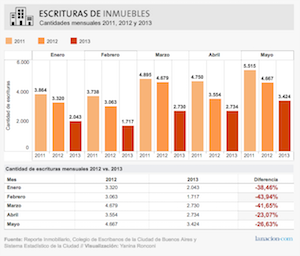 ESCRITURAS DE INMUEBLES
Cantidades mensuales 2011, 2012 y 2013
2011 2012 2013
Enero Febrero Marzo Abril Mayo
6.000
4.000
2.000
0
Cantidad de escrituras
3.864 3.320 2.043
3.738 3.063 1.717
4.895 4.679 2.730
4.750 3.554 2.734
5.515 4.667 3.424
2011 2012 2013 2011 2012 2013 2011 2012 2013 2011 2012 2013 2011 2012 2013
Cantidad de escrituras mensuales 2012 vs. 2013
Mes 2012 2013 Diferencia
Enero 3.320 2.043 -38,46%
Febrero 3.063 1.717 -43,94%
Marzo 4.679 2.730 -41,65%
Abril 3.554 2.734 -23,07%
Mayo 4.667 3.424 -26,63%
Fuente: Reporte Inmobiliario, Colegio de Escribanos de la Ciudad de Buenos Aires y
Sistema Estadístico de la Ciudad // Visualización: Yanina Ronconi
lanacion.com